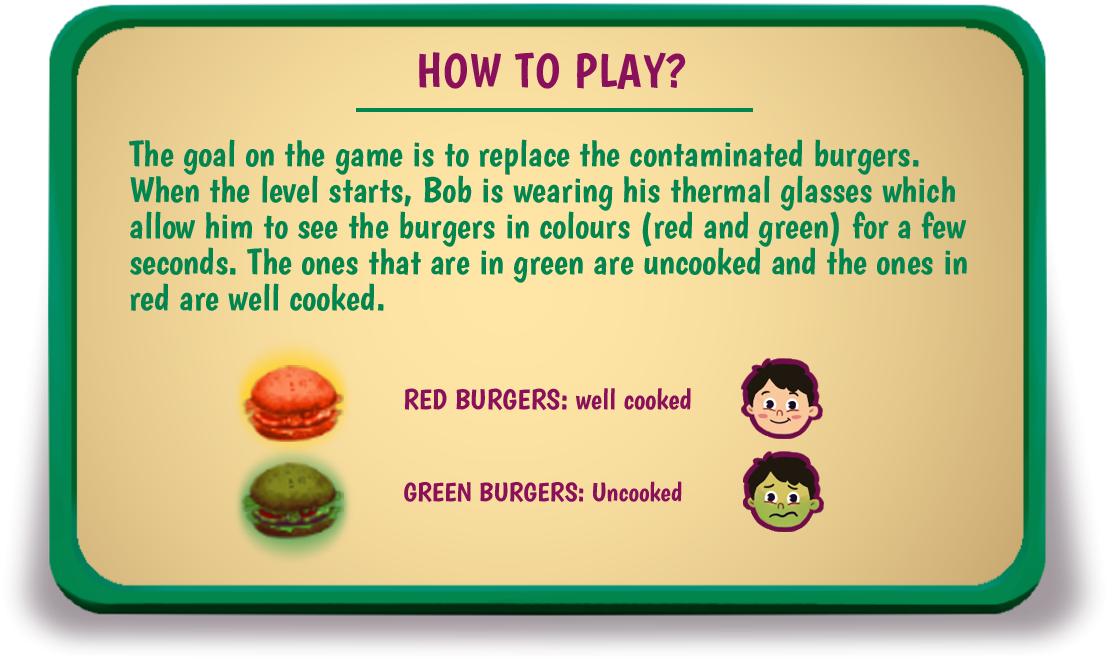 HOW TO PLAY?
The goal on the game is to replace the contaminated burgers.
When the level starts, Bob is wearing his thermal glasses which
allow him to see the burgers in colours (red and green) for a few
seconds. The ones that are in green are uncooked and the ones in
red are well cooked.
RED BURGERS: well cooked
GREEN BURGERS: Uncooked